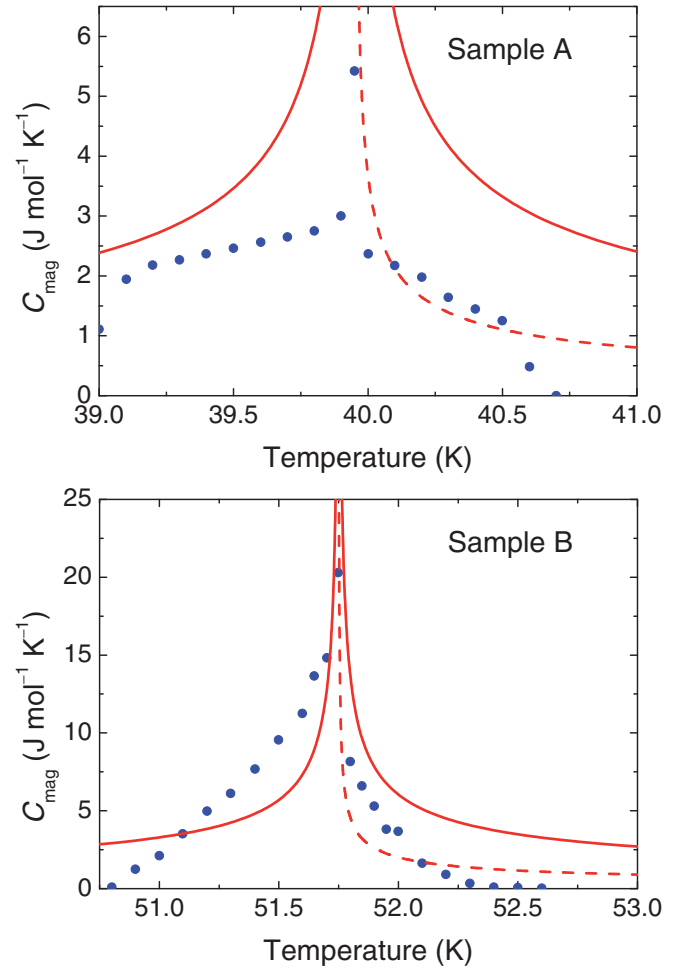 6
5
4
3
2
1
0
Sample A
C_mag (J mol⁻¹ K⁻¹)
39.0 39.5 40.0 40.5 41.0
Temperature (K)
25
20
15
10
5
0
Sample B
C_mag (J mol⁻¹ K⁻¹)
51.0 51.5 52.0 52.5 53.0
Temperature (K)